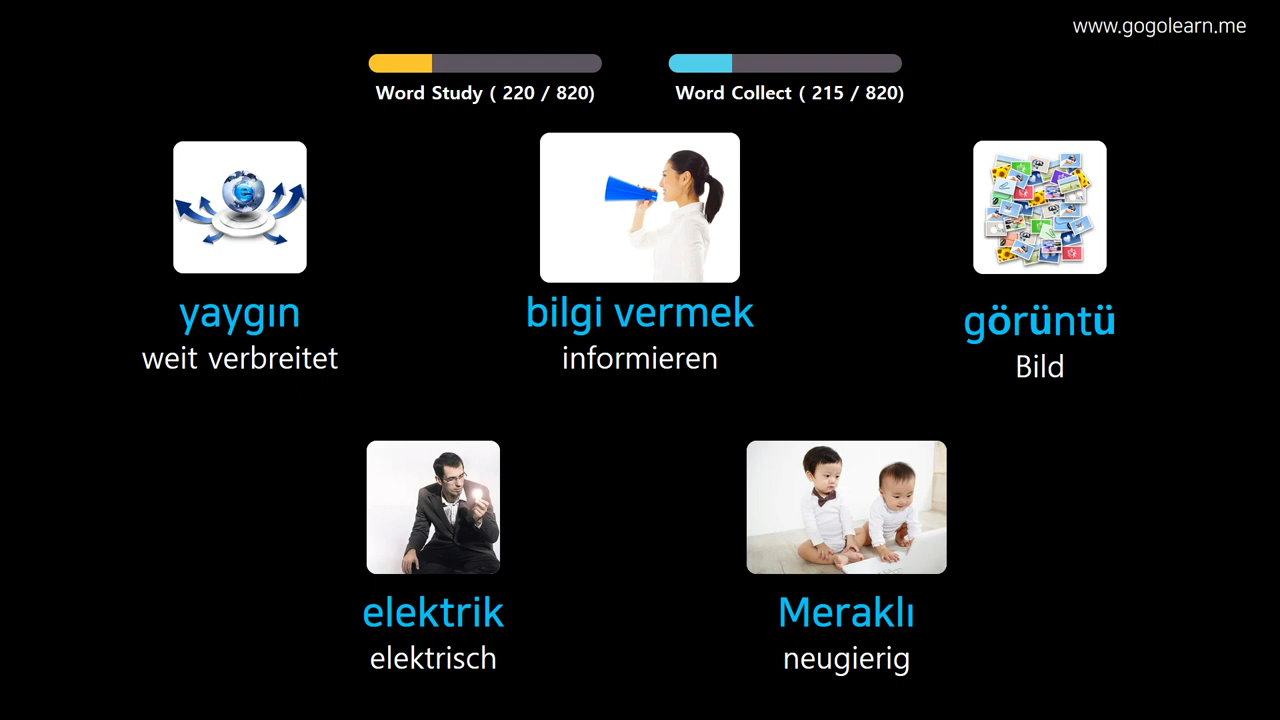 www.gogolearn.me
Word Study ( 220 / 820)
Word Collect ( 215 / 820)
yaygın
weit verbreitet
bilgi vermek
informieren
görüntü
Bild
elektrik
elektrisch
Meraklı
neugierig